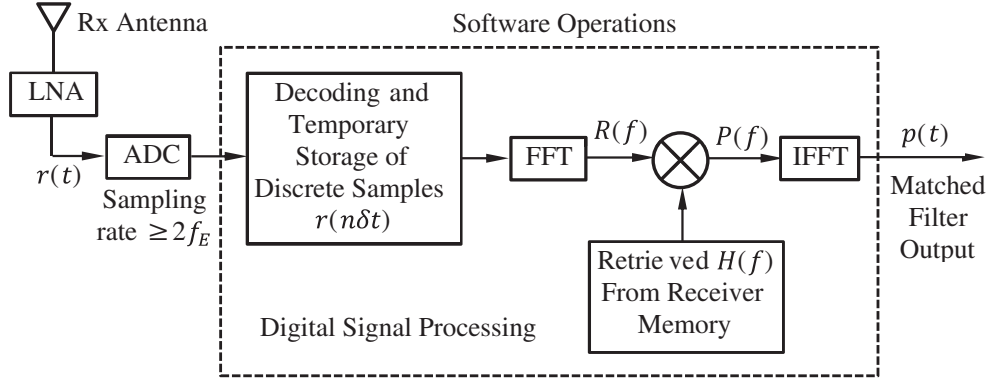 Rx Antenna
Software Operations
LNA
r(t)
ADC
Sampling
rate ≥ 2f_E
Decoding and
Temporary
Storage of
Discrete Samples
r(nδt)
FFT
R(f)
P(f)
IFFT
p(t)
Matched
Filter
Output
Retrie ved H(f)
From Receiver
Memory
Digital Signal Processing